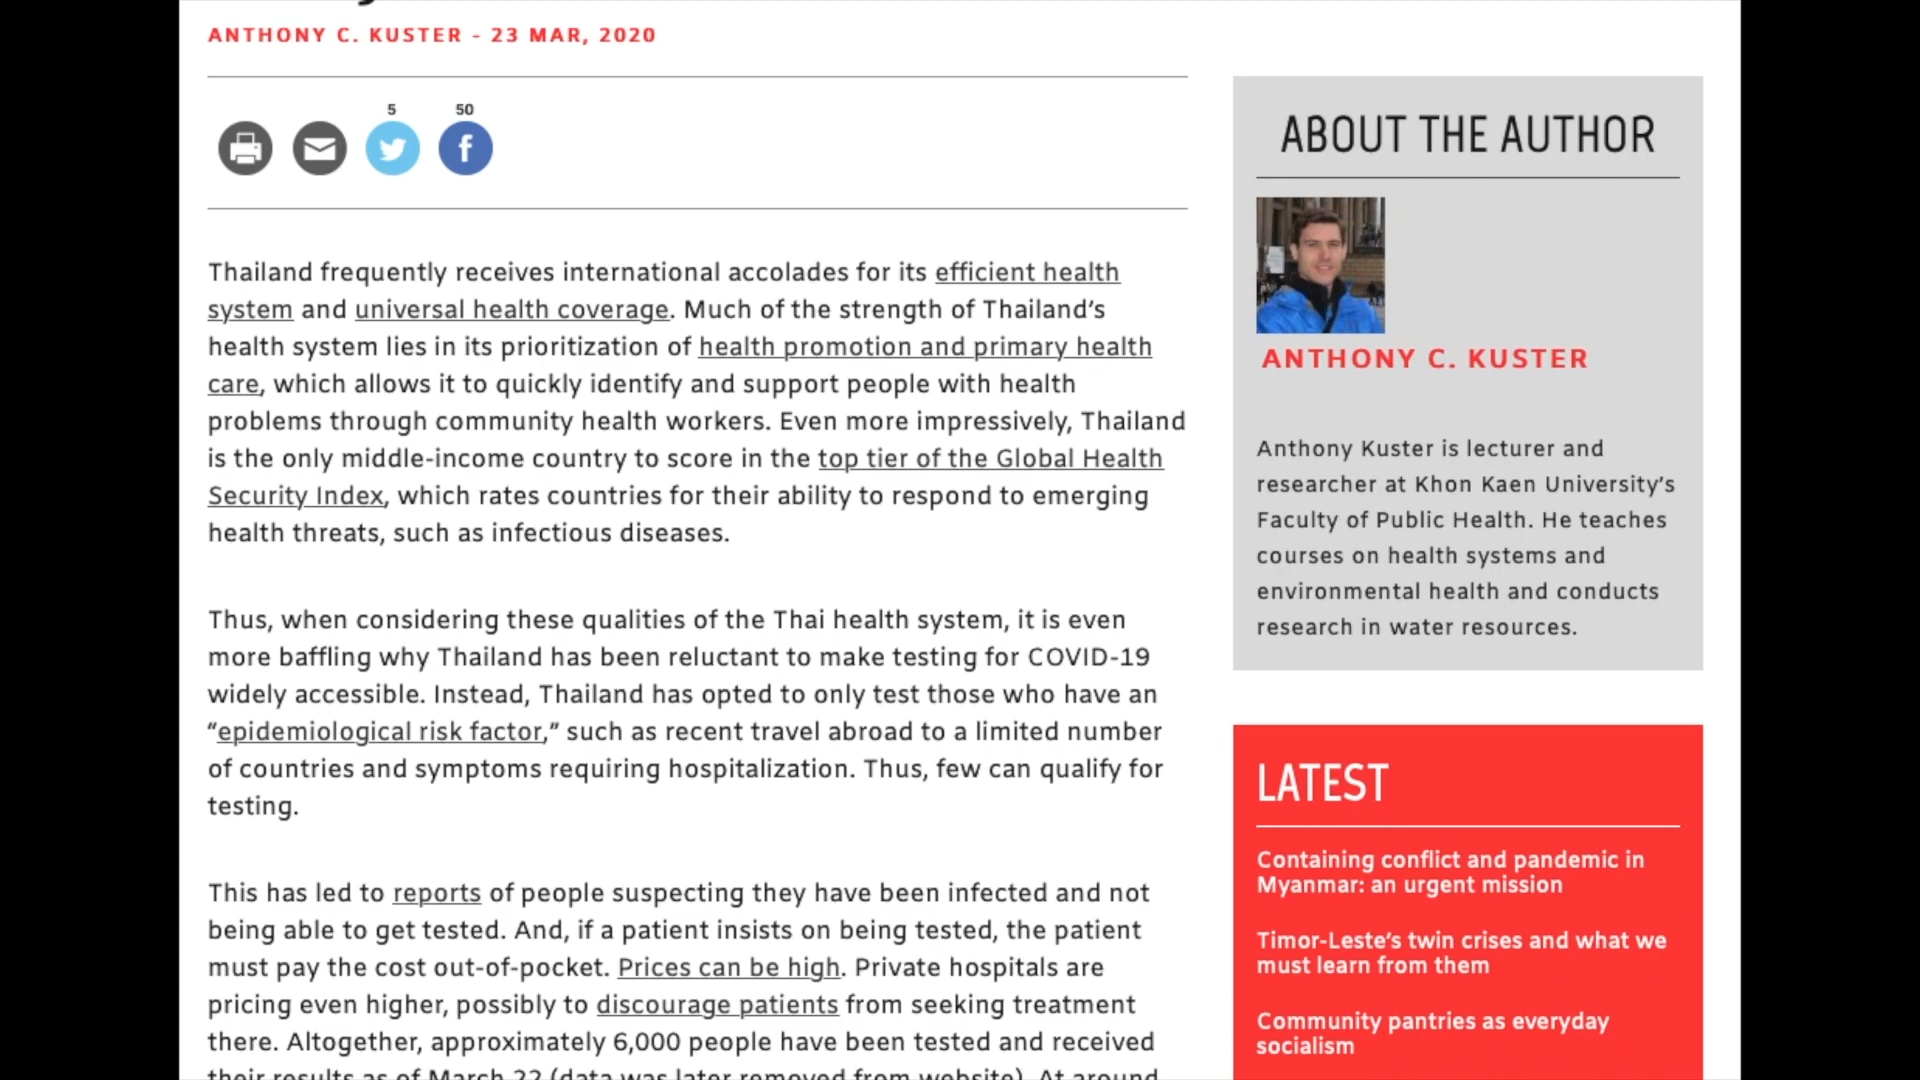 ANTHONY C. KUSTER - 23 MAR, 2020
5
50
Thailand frequently receives international accolades for its efficient health
system and universal health coverage. Much of the strength of Thailand’s
health system lies in its prioritization of health promotion and primary health
care, which allows it to quickly identify and support people with health
problems through community health workers. Even more impressively, Thailand
is the only middle-income country to score in the top tier of the Global Health
Security Index, which rates countries for their ability to respond to emerging
health threats, such as infectious diseases.
Thus, when considering these qualities of the Thai health system, it is even
more baffling why Thailand has been reluctant to make testing for COVID-19
widely accessible. Instead, Thailand has opted to only test those who have an
“epidemiological risk factor,” such as recent travel abroad to a limited number
of countries and symptoms requiring hospitalization. Thus, few can qualify for
testing.
This has led to reports of people suspecting they have been infected and not
being able to get tested. And, if a patient insists on being tested, the patient
must pay the cost out-of-pocket. Prices can be high. Private hospitals are
pricing even higher, possibly to discourage patients from seeking treatment
there. Altogether, approximately 6,000 people have been tested and received
their results as of March 22 (data was later removed from website). At around
ABOUT THE AUTHOR
ANTHONY C. KUSTER
Anthony Kuster is lecturer and
researcher at Khon Kaen University’s
Faculty of Public Health. He teaches
courses on health systems and
environmental health and conducts
research in water resources.
LATEST
Containing conflict and pandemic in
Myanmar: an urgent mission
Timor-Leste’s twin crises and what we
must learn from them
Community pantries as everyday
socialism